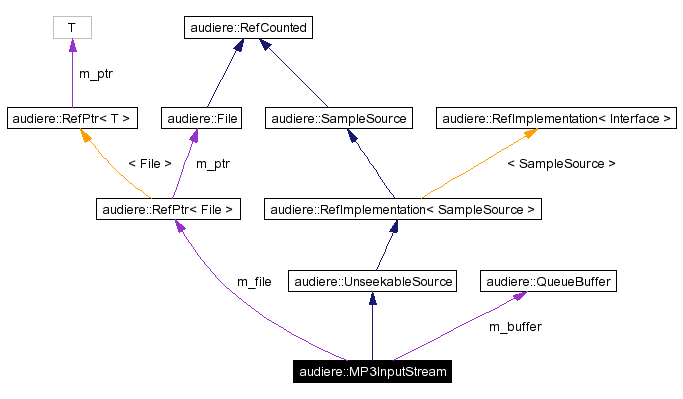 T
audiere::RefCounted
m_ptr
audiere::RefPtr< T >
audiere::File
audiere::SampleSource
audiere::RefImplementation< Interface >
< File >
m_ptr
< SampleSource >
audiere::RefPtr< File >
audiere::RefImplementation< SampleSource >
m_file
audiere::UnseekableSource
audiere::QueueBuffer
m_buffer
audiere::MP3InputStream